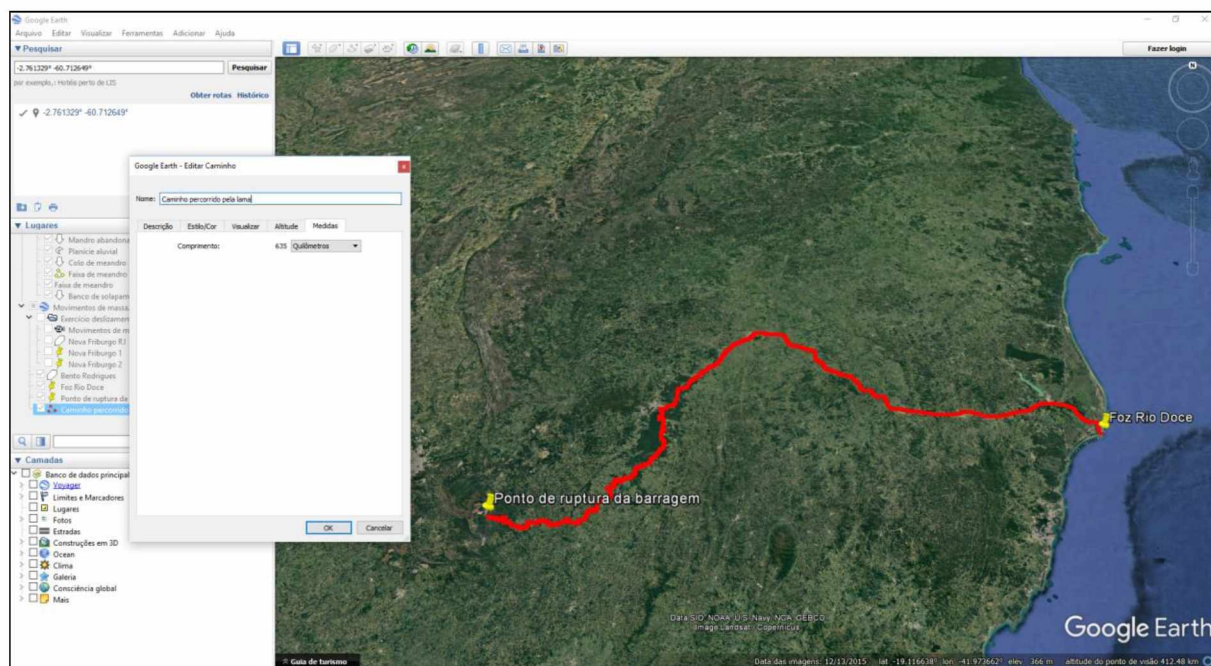 Google Earth
Arquivo Editar Visualizar Ferramentas Adicionar Ajuda
Pesquisar
-2.761329° -60.712649°
Pesquisar
por exemplo, : Hotéis perto de LIS
Obter rotas Histórico
-2.761329° -60.712649°
Fazer login
N
Google Earth - Editar Caminho
Name: Caminho percorrido pela lama
Descrição Estilo/Cor Visualizar Altitude Medidas
Comprimento: 635 Quilômetros
OK Cancelar
Lugares
Mandro abandona
Planície aluvial
Colo de meandro
Faixa de meandro
Faixa de meandro
Banco de solapam
Movimentos de massa
Exercício deslizamen
Movimentos de m
Nova Friburgo RJ
Nova Friburgo 1
Nova Friburgo 2
Bento Rodrigues
Foz Rio Doce
Ponto de ruptura da
Caminho percorrido
Camadas
Banco de dados principal
Voyager
Limites e Marcadores
Lugares
Fotos
Estradas
Construções em 3D
Ocean
Clima
Galeria
Consciência global
Mais
Foz Rio Doce
Ponto de ruptura da barragem
Data SIO, NOAA, U.S. Navy, NGA, GEBCO
Image Landsat / Copernicus
Google Earth
Guia de turismo
Data das imagens: 12/13/2015 lat -19.116638° lon -41.973662° elev 366 m altitude do ponto de visão 412.48 km